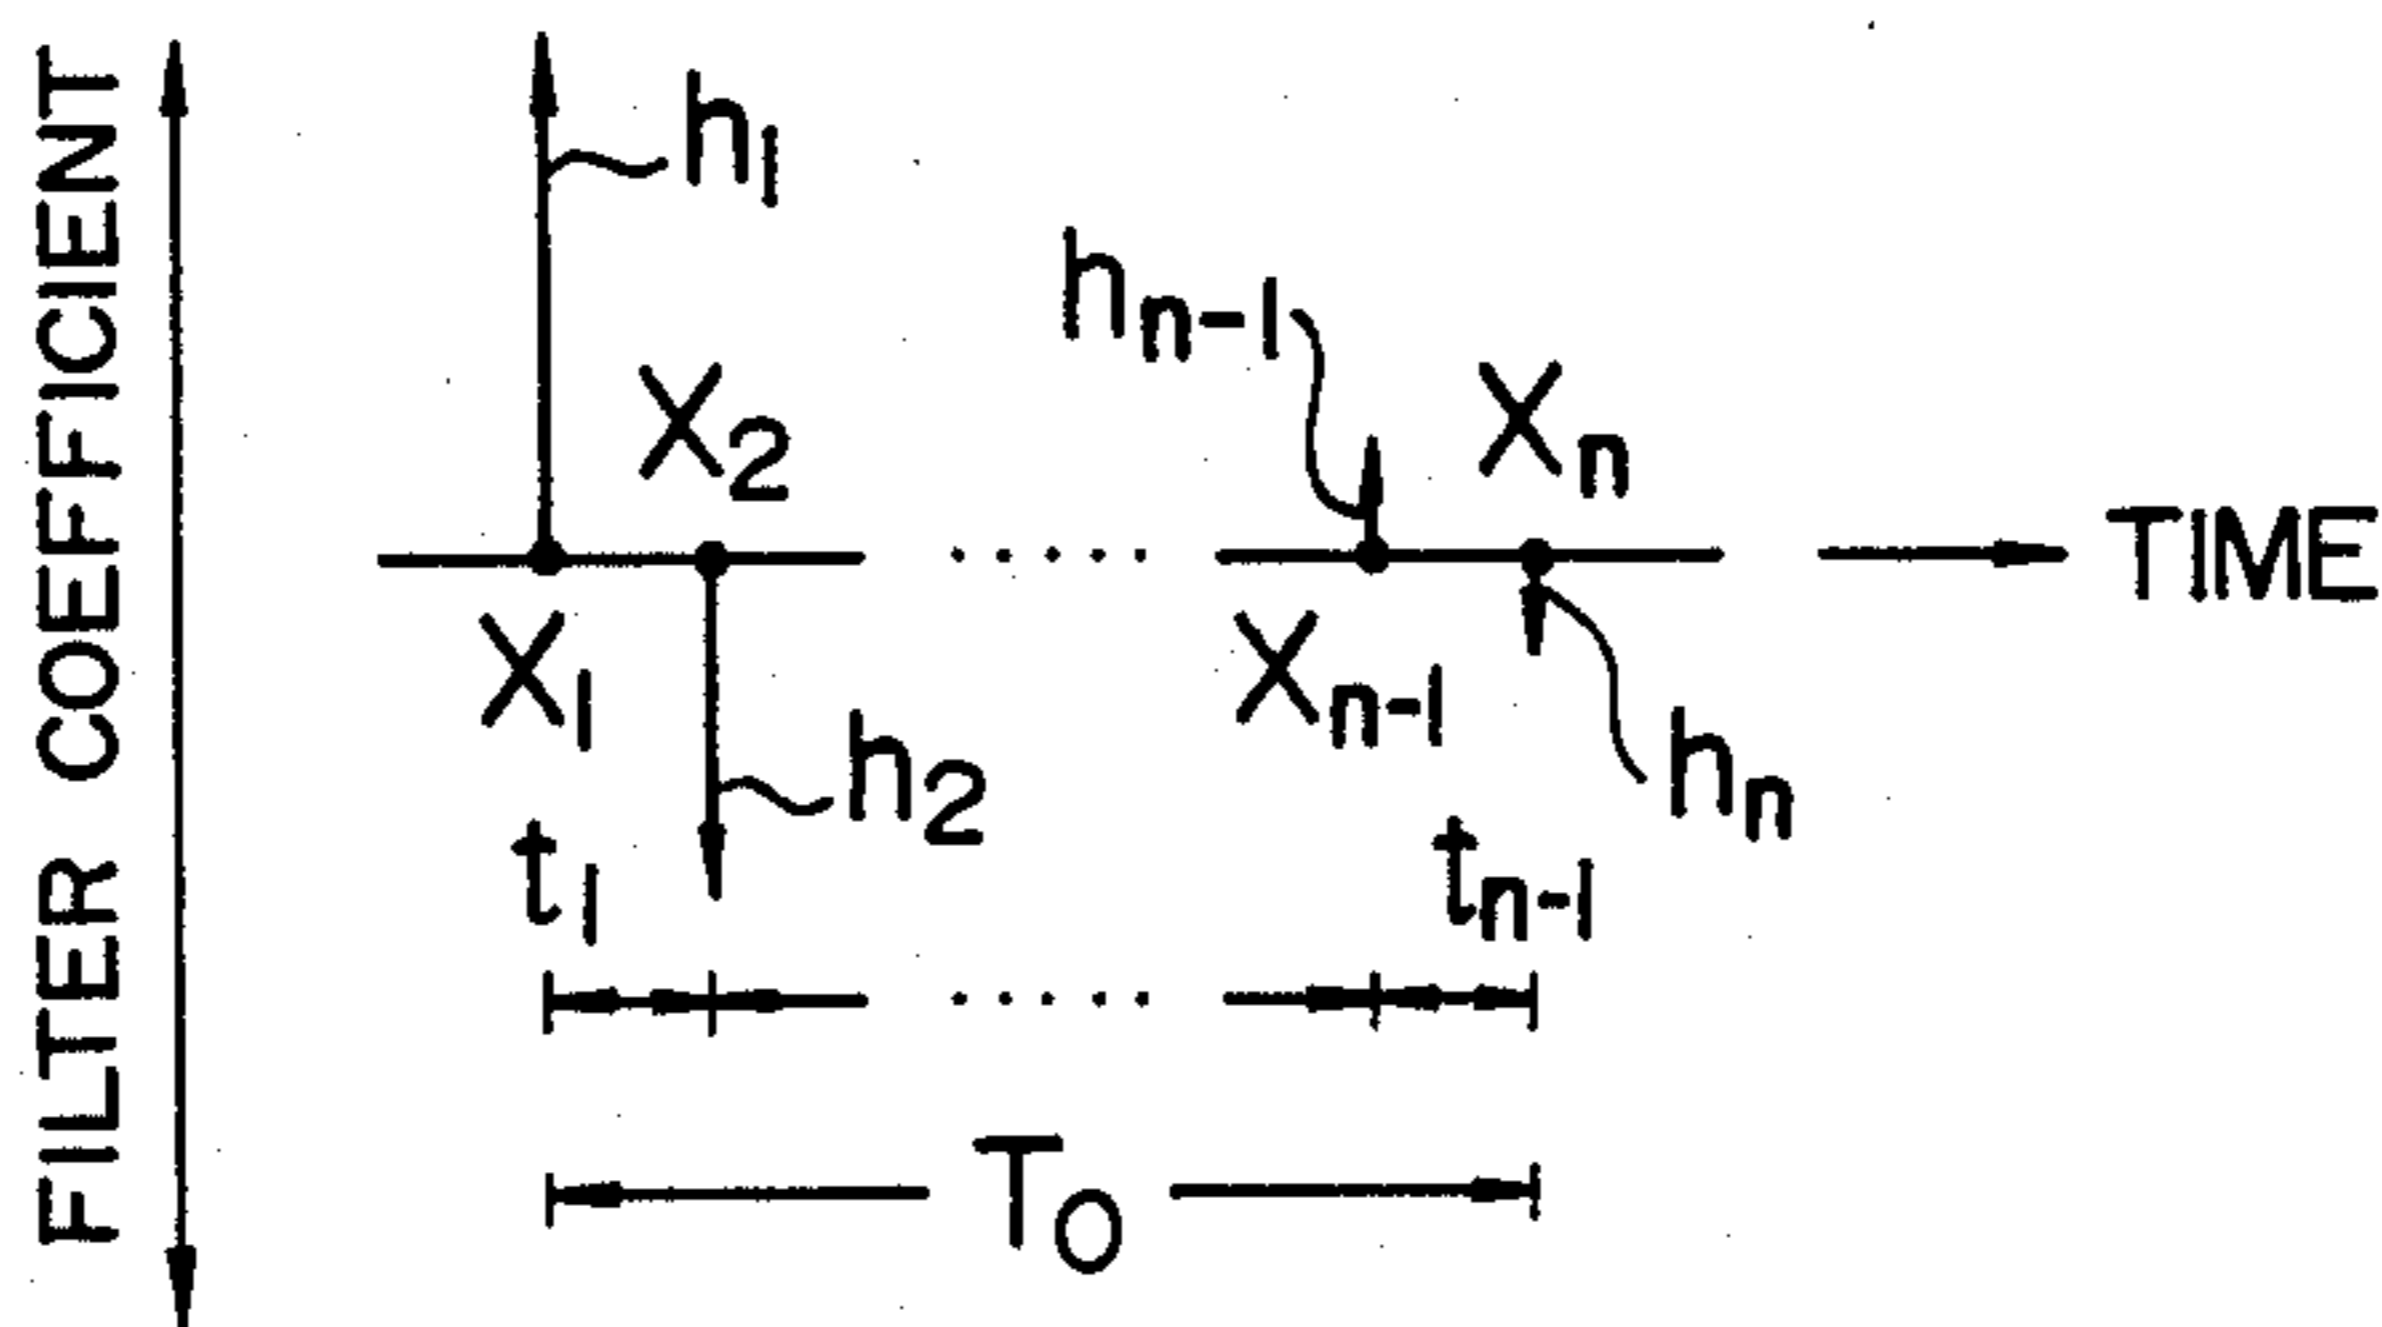 FILTER COEFFICIENT
h1
hn-1
X2
Xn
TIME
X1
Xn-1
h2
hn
t1
tn-1
T0